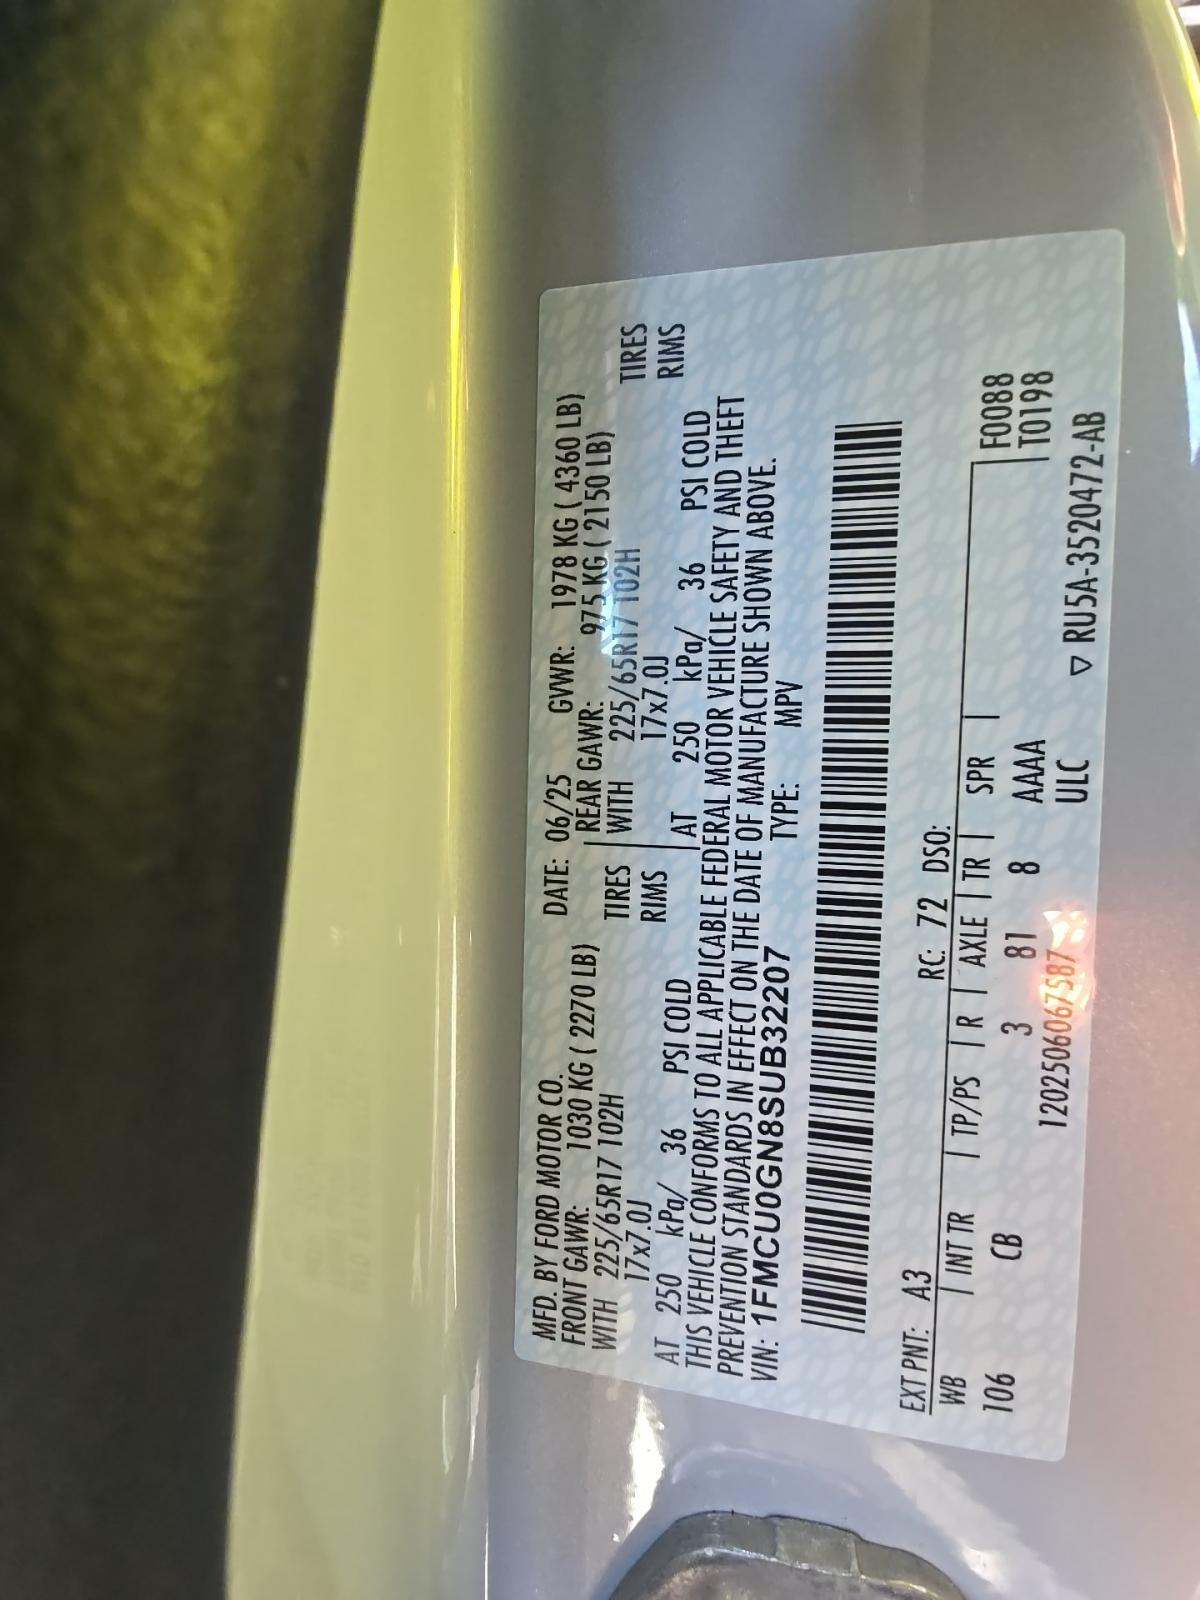 MFD. BY FORD MOTOR CO. DATE: 06/25 GVWR: 1978 KG ( 4360 LB)
FRONT GAWR: 1030 KG ( 2270 LB) REAR GAWR: 975 KG ( 2150 LB)
WITH 225/65R17 102H TIRES WITH 225/65R17 102H TIRES
17x7.0J RIMS 17x7.0J RIMS
AT 250 kPa/ 36 PSI COLD AT 250 kPa/ 36 PSI COLD
THIS VEHICLE CONFORMS TO ALL APPLICABLE FEDERAL MOTOR VEHICLE SAFETY AND THEFT
PREVENTION STANDARDS IN EFFECT ON THE DATE OF MANUFACTURE SHOWN ABOVE.
VIN: 1FMCU0GN8SUB32207 TYPE: MPV
EXT PNT: A3 RC: 72 DSO:
WB | INT TR | TP/PS | R | AXLE | TR | SPR | F0088
106 CB 3 81 8 AAAA T0198
ULC
▽ RU5A-3520472-AB